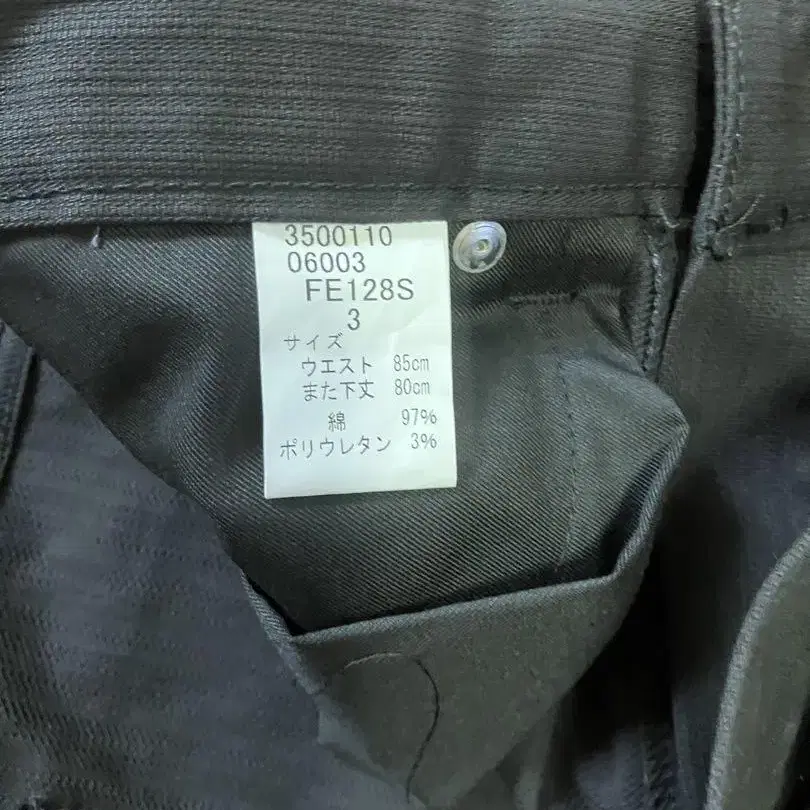 3500110
06003
FE128S
3
サイズ
ウエスト 85cm
また下丈 80cm
綿 97%
ポリウレタン 3%